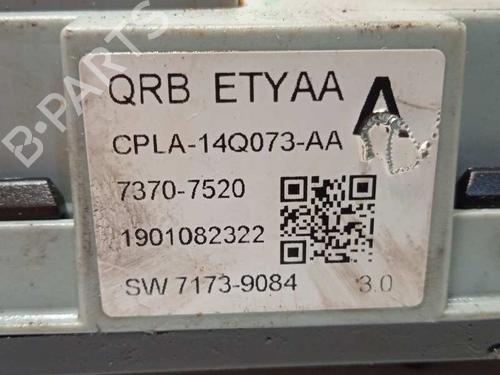 B-PARTS
QRB ETYAA
A
CPLA-14Q073-AA
7370-7520
1901082322
SW 7173-9084 3.0